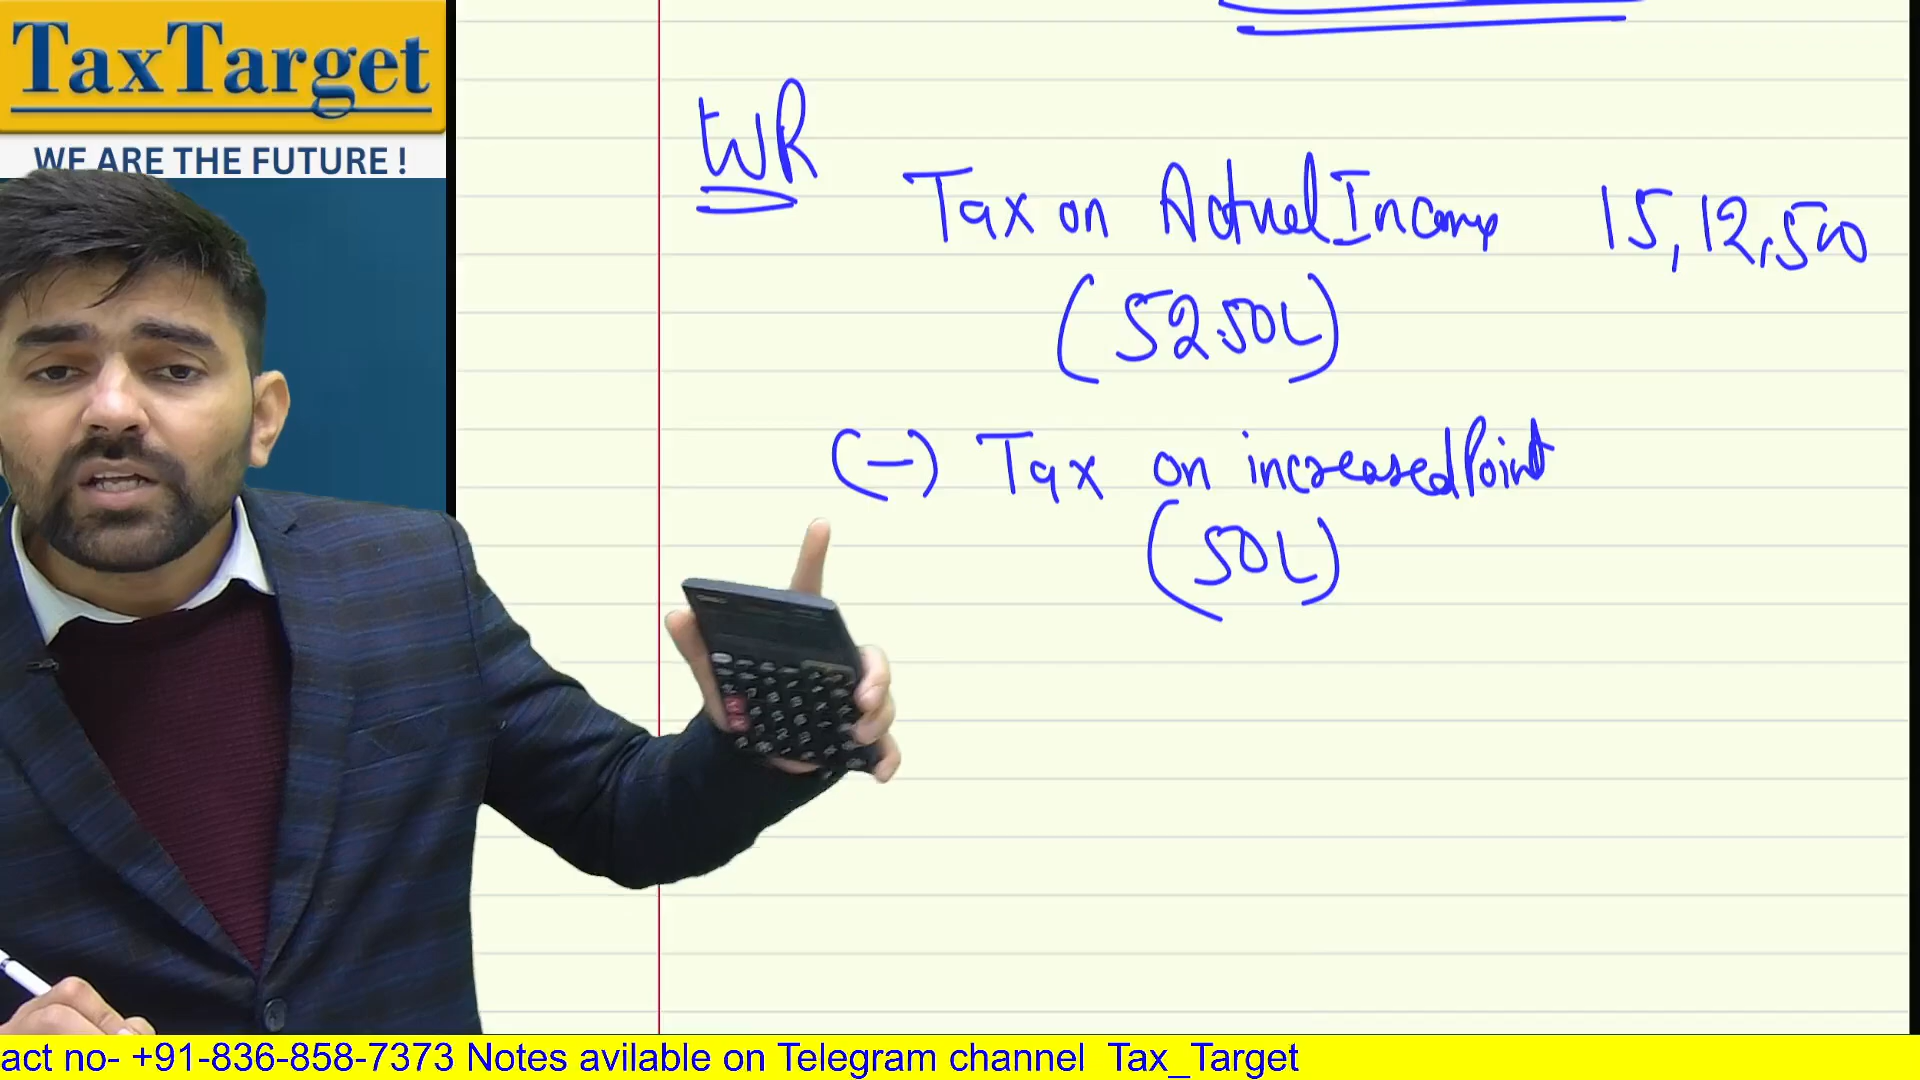 TaxTarget
WE ARE THE FUTURE !
WR
Tax on Actual Income 15,12,500
(52.50L)
(-) Tax on increased Point
(50L)
act no- +91-836-858-7373 Notes avilable on Telegram channel Tax_Target